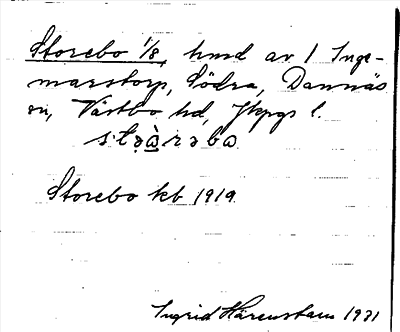 Storebo 1/8, hmd av 1 Inge-
marstorp, Södra, Dannäs
sn, Västbo hd, Jkpgs l.
Storebo kb 1919.
Ingrid Härenstam 1931